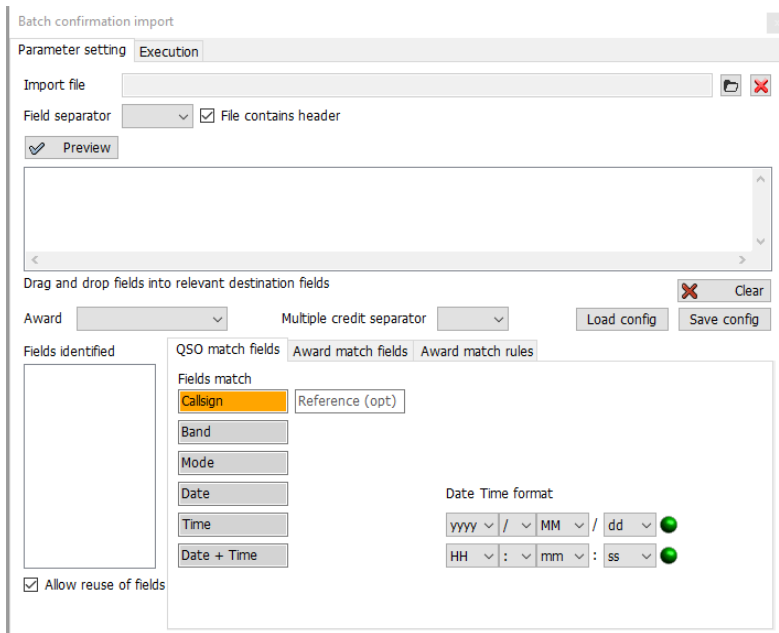 Batch confirmation import
Parameter setting Execution
Import file
Field separator File contains header
Preview
Drag and drop fields into relevant destination fields
Clear
Award Multiple credit separator Load config Save config
Fields identified QSO match fields Award match fields Award match rules
Fields match
Callsign Reference (opt)
Band
Mode
Date Date Time format
Time yyyy / MM / dd
Date + Time HH : mm : ss
Allow reuse of fields